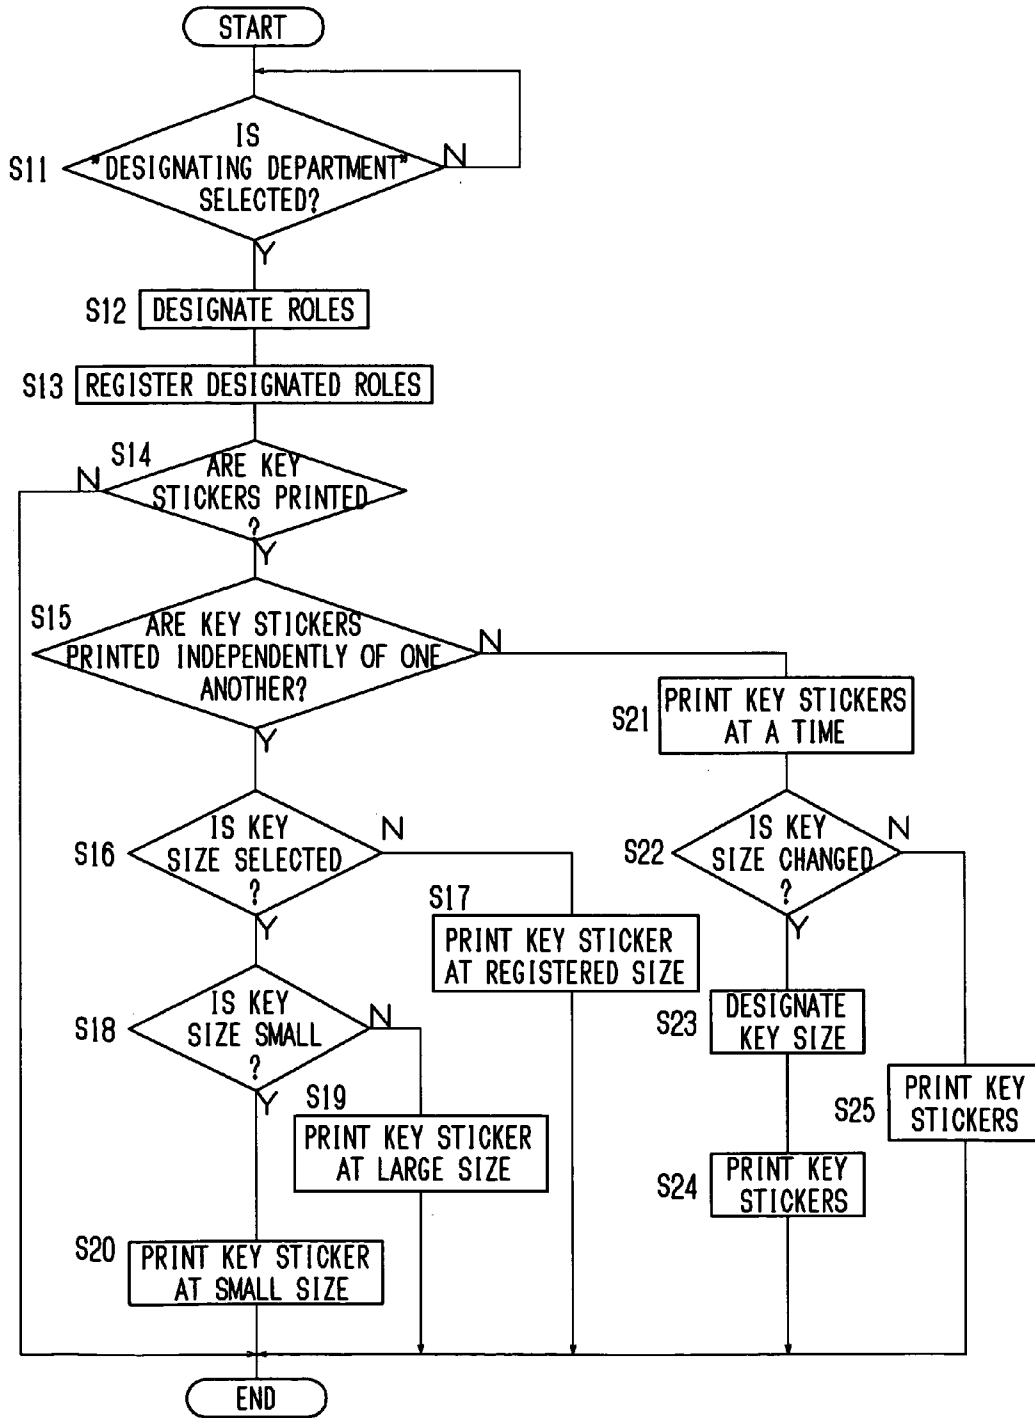 START
IS
"DESIGNATING DEPARTMENT"
SELECTED?
S11
N
Y
S12
DESIGNATE ROLES
S13
REGISTER DESIGNATED ROLES
S14
N
ARE KEY
STICKERS PRINTED
?
Y
S15
ARE KEY STICKERS
PRINTED INDEPENDENTLY OF ONE
ANOTHER?
N
Y
S21
PRINT KEY STICKERS
AT A TIME
S16
IS KEY
SIZE SELECTED
?
N
Y
S22
IS KEY
SIZE CHANGED
?
N
Y
S17
PRINT KEY STICKER
AT REGISTERED SIZE
S18
IS KEY
SIZE SMALL
?
N
Y
S23
DESIGNATE
KEY SIZE
S19
PRINT KEY STICKER
AT LARGE SIZE
S25
PRINT KEY
STICKERS
S24
PRINT KEY
STICKERS
S20
PRINT KEY STICKER
AT SMALL SIZE
END